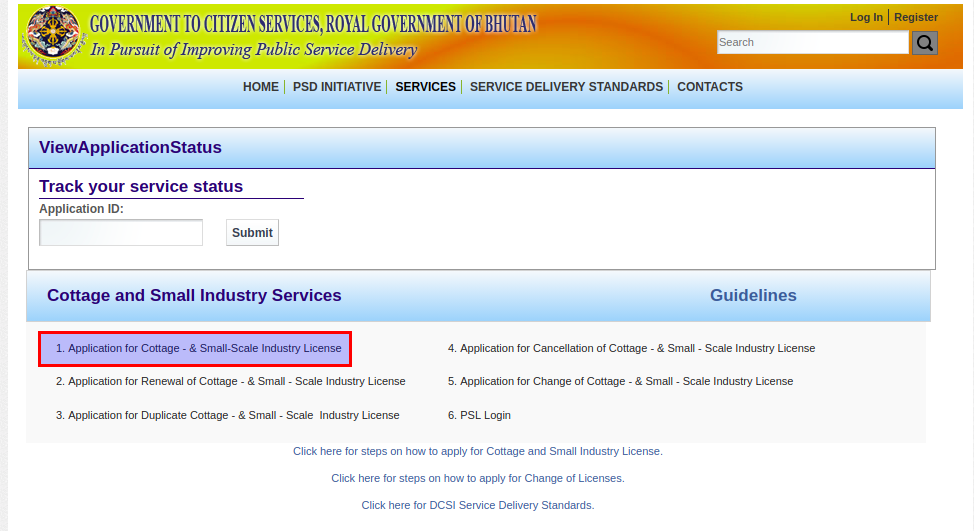 GOVERNMENT TO CITIZEN SERVICES, ROYAL GOVERNMENT OF BHUTAN
In Pursuit of Improving Public Service Delivery
Log In | Register
Search
HOME PSD INITIATIVE SERVICES SERVICE DELIVERY STANDARDS CONTACTS
ViewApplicationStatus
Track your service status
Application ID:
Submit
Cottage and Small Industry Services
Guidelines
1. Application for Cottage - & Small-Scale Industry License
2. Application for Renewal of Cottage - & Small - Scale Industry License
3. Application for Duplicate Cottage - & Small - Scale  Industry License
4. Application for Cancellation of Cottage - & Small - Scale Industry License
5. Application for Change of Cottage - & Small - Scale Industry License
6. PSL Login
Click here for steps on how to apply for Cottage and Small Industry License.
Click here for steps on how to apply for Change of Licenses.
Click here for DCSI Service Delivery Standards.